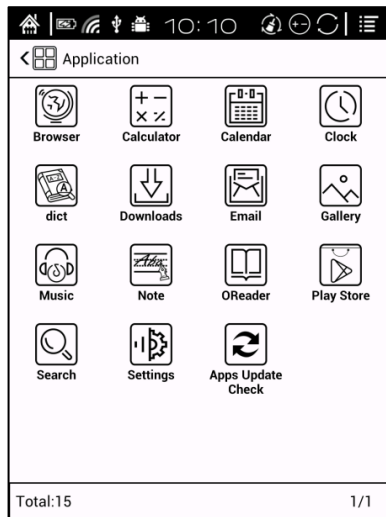 10:10
Application
Browser
Calculator
Calendar
Clock
dict
Downloads
Email
Gallery
Music
Note
OReader
Play Store
Search
Settings
Apps Update
Check
Total:15
1/1